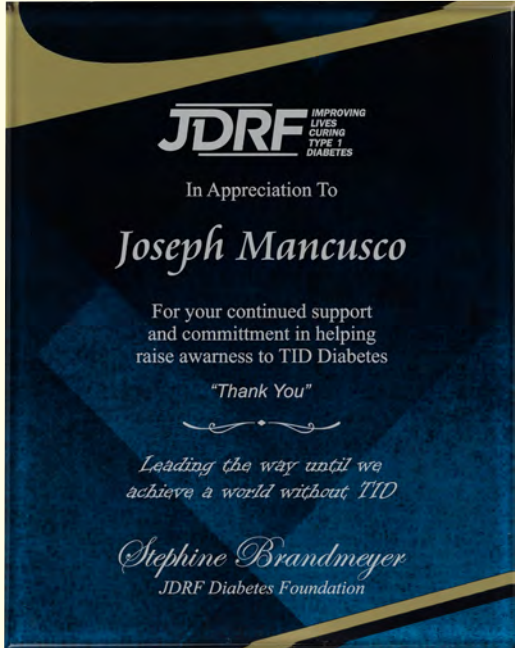 JDRF
IMPROVING
LIVES
CURING
TYPE 1
DIABETES
In Appreciation To
Joseph Mancusco
For your continued support
and committment in helping
raise awarness to TID Diabetes
"Thank You"
Leading the way until we
achieve a world without TID
Stephine Brandmeyer
JDRF Diabetes Foundation